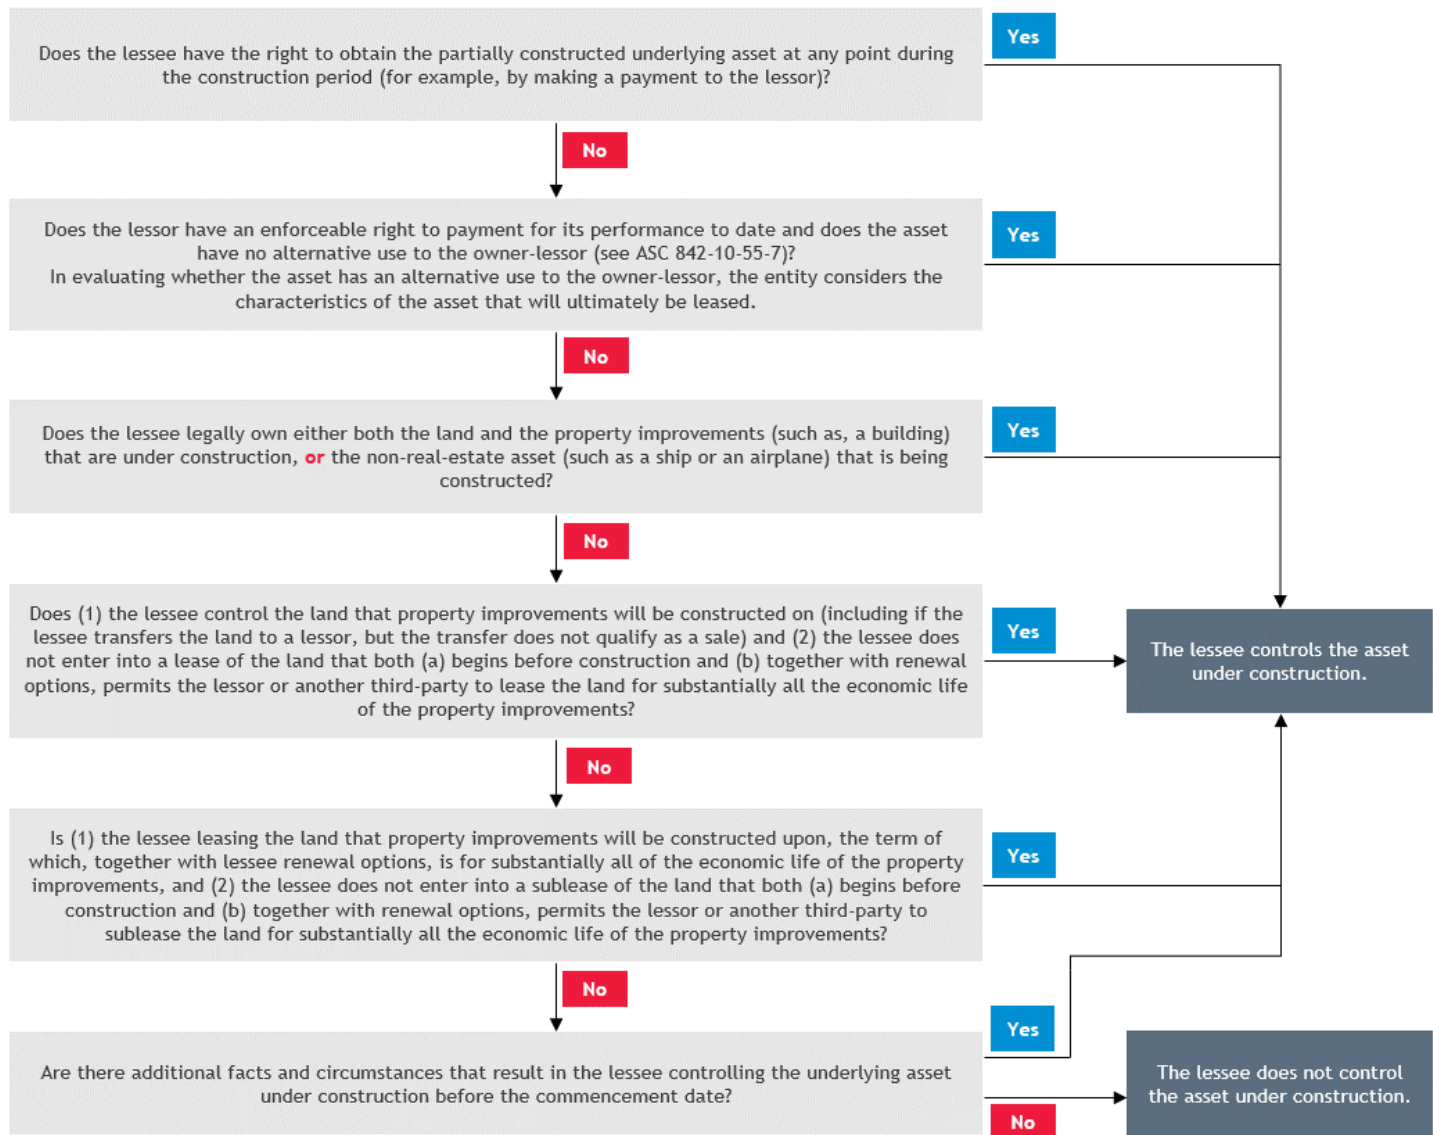 Does the lessee have the right to obtain the partially constructed underlying asset at any point during
the construction period (for example, by making a payment to the lessor)?
Yes
No
Does the lessor have an enforceable right to payment for its performance to date and does the asset
have no alternative use to the owner-lessor (see ASC 842-10-55-7)?
In evaluating whether the asset has an alternative use to the owner-lessor, the entity considers the
characteristics of the asset that will ultimately be leased.
Yes
No
Does the lessee legally own either both the land and the property improvements (such as, a building)
that are under construction, or the non-real-estate asset (such as a ship or an airplane) that is being
constructed?
Yes
No
Does (1) the lessee control the land that property improvements will be constructed on (including if the
lessee transfers the land to a lessor, but the transfer does not qualify as a sale) and (2) the lessee does
not enter into a lease of the land that both (a) begins before construction and (b) together with renewal
options, permits the lessor or another third-party to lease the land for substantially all the economic life
of the property improvements?
Yes
The lessee controls the asset
under construction.
No
Is (1) the lessee leasing the land that property improvements will be constructed upon, the term of
which, together with lessee renewal options, is for substantially all of the economic life of the property
improvements, and (2) the lessee does not enter into a sublease of the land that both (a) begins before
construction and (b) together with renewal options, permits the lessor or another third-party to
sublease the land for substantially all the economic life of the property improvements?
Yes
No
Are there additional facts and circumstances that result in the lessee controlling the underlying asset
under construction before the commencement date?
Yes
No
The lessee does not control
the asset under construction.